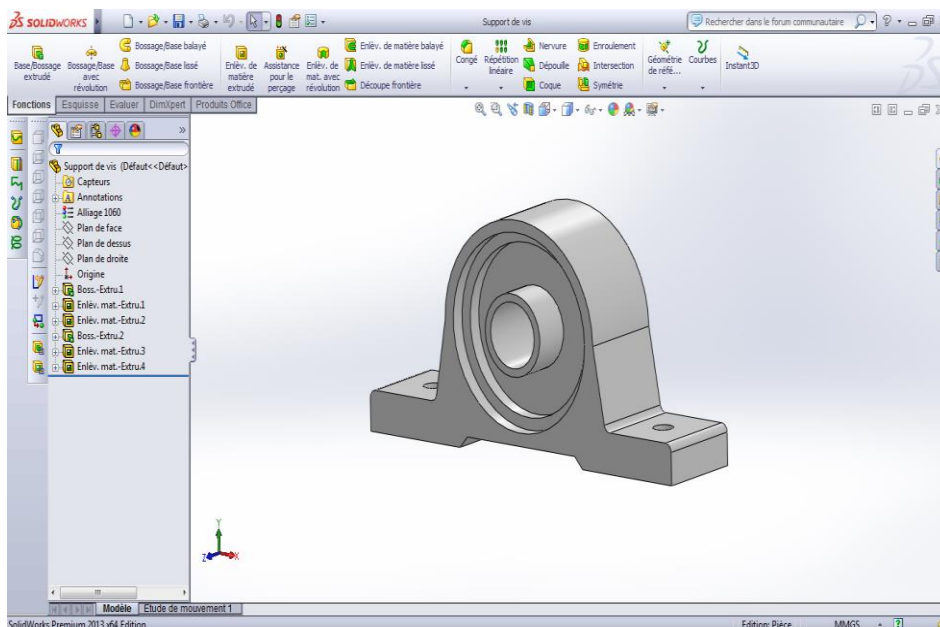 SOLIDWORKS
Support de vis
Rechercher dans le forum communautaire
Base/Bossage extrudé
Bossage/Base avec révolution
Bossage/Base balayé
Bossage/Base lissé
Bossage/Base frontière
Enlèv. de matière extrudé
Assistance pour le perçage
Enlèv. de mat. avec révolution
Enlèv. de matière balayé
Enlèv. de matière lissé
Découpe frontière
Congé
Répétition linéaire
Nervure
Dépouille
Coque
Enroulement
Intersection
Symétrie
Géométrie de réfé...
Courbes
Instant3D
Fonctions
Esquisse
Evaluer
DimXpert
Produits Office
Support de vis (Défaut<<Défaut>
Capteurs
Annotations
Alliage 1060
Plan de face
Plan de dessus
Plan de droite
Origine
Boss.-Extru.1
Enlèv. mat.-Extru.1
Enlèv. mat.-Extru.2
Boss.-Extru.2
Enlèv. mat.-Extru.3
Enlèv. mat.-Extru.4
Y
Z
X
Modèle
Etude de mouvement 1
SolidWorks Premium 2013 x64 Edition
Edition: Pièce
MMGS